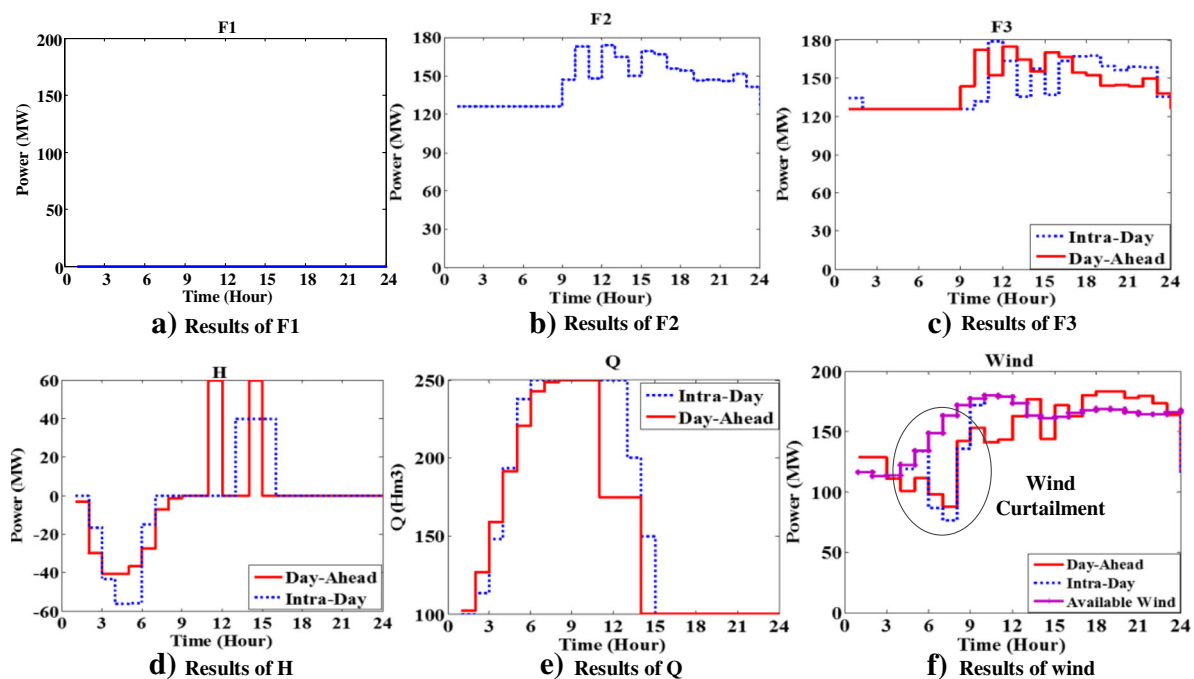 F1
200
150
100
50
0
Power (MW)
3 6 9 12 15 18 21 24
Time (Hour)
a) Results of F1
F2
180
150
120
90
60
30
0
Power (MW)
0 3 6 9 12 15 18 21 24
Time (Hour)
b) Results of F2
F3
180
150
120
90
60
30
0
Power (MW)
Intra-Day
Day-Ahead
0 3 6 9 12 15 18 21 24
Time (Hour)
c) Results of F3
H
60
40
20
0
-20
-40
-60
Power (MW)
Day-Ahead
Intra-Day
0 3 6 9 12 15 18 21 24
Time (Hour)
d) Results of H
Q
250
200
150
100
Q (Hm3)
Intra-Day
Day-Ahead
0 3 6 9 12 15 18 21 24
Time (Hour)
e) Results of Q
Wind
200
150
100
50
0
Power (MW)
Wind
Curtailment
Day-Ahead
Intra-Day
Available Wind
0 3 6 9 12 15 18 21 24
Time (Hour)
f) Results of wind